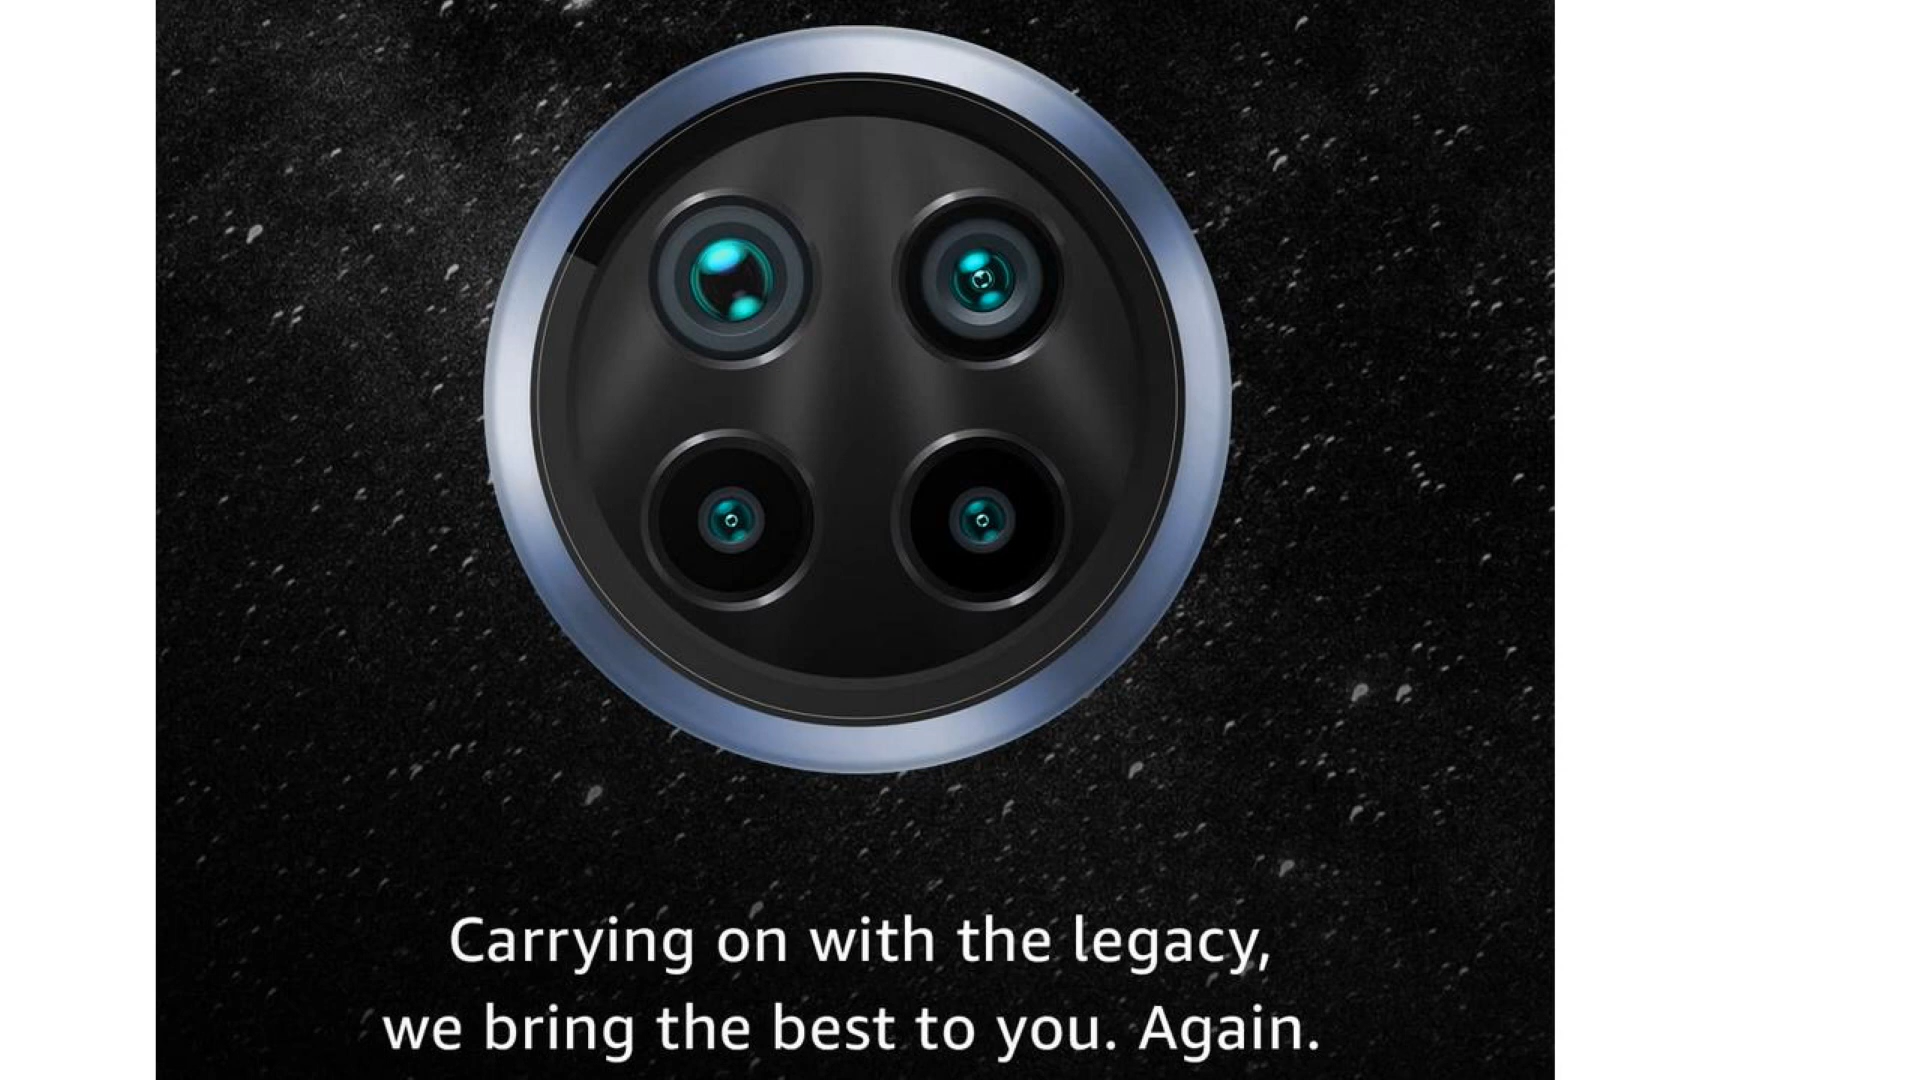 Carrying on with the legacy,
we bring the best to you. Again.